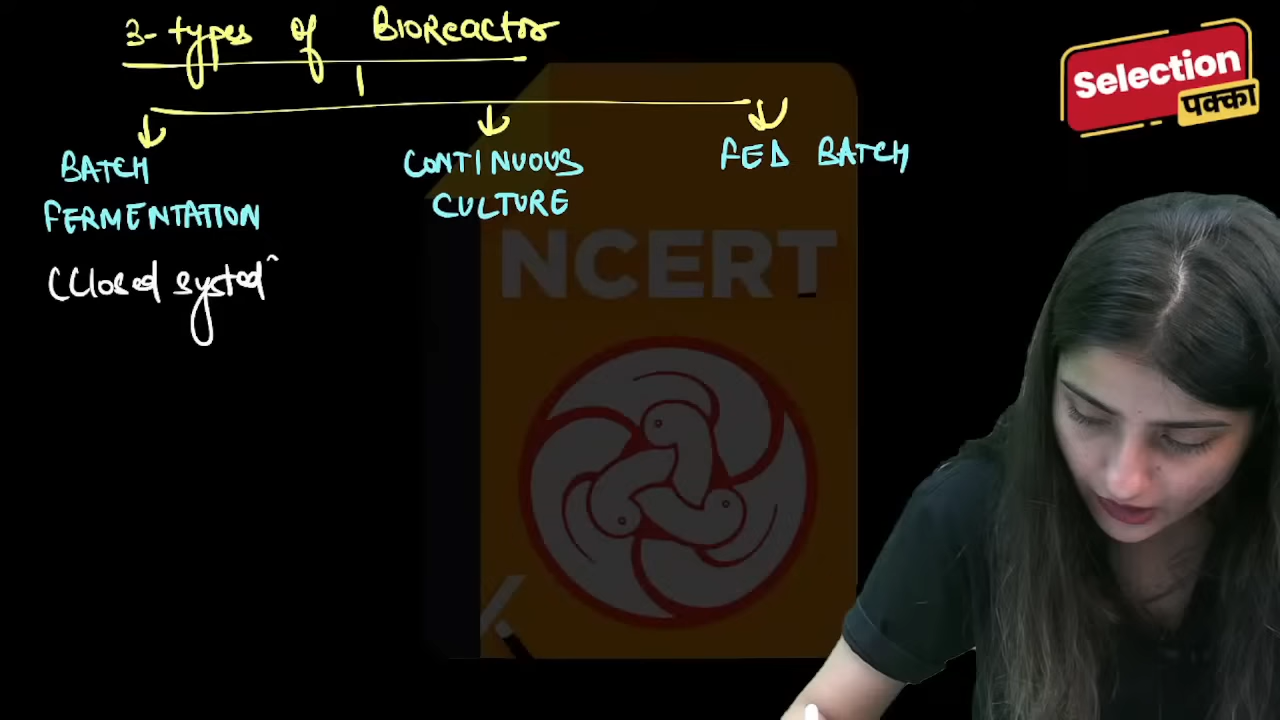 3- types of BIOReactor
BATCH
FERMENTATION
CONTINUOUS
CULTURE
FED BATCH
(Closed system
NCERT
Selection
पक्का